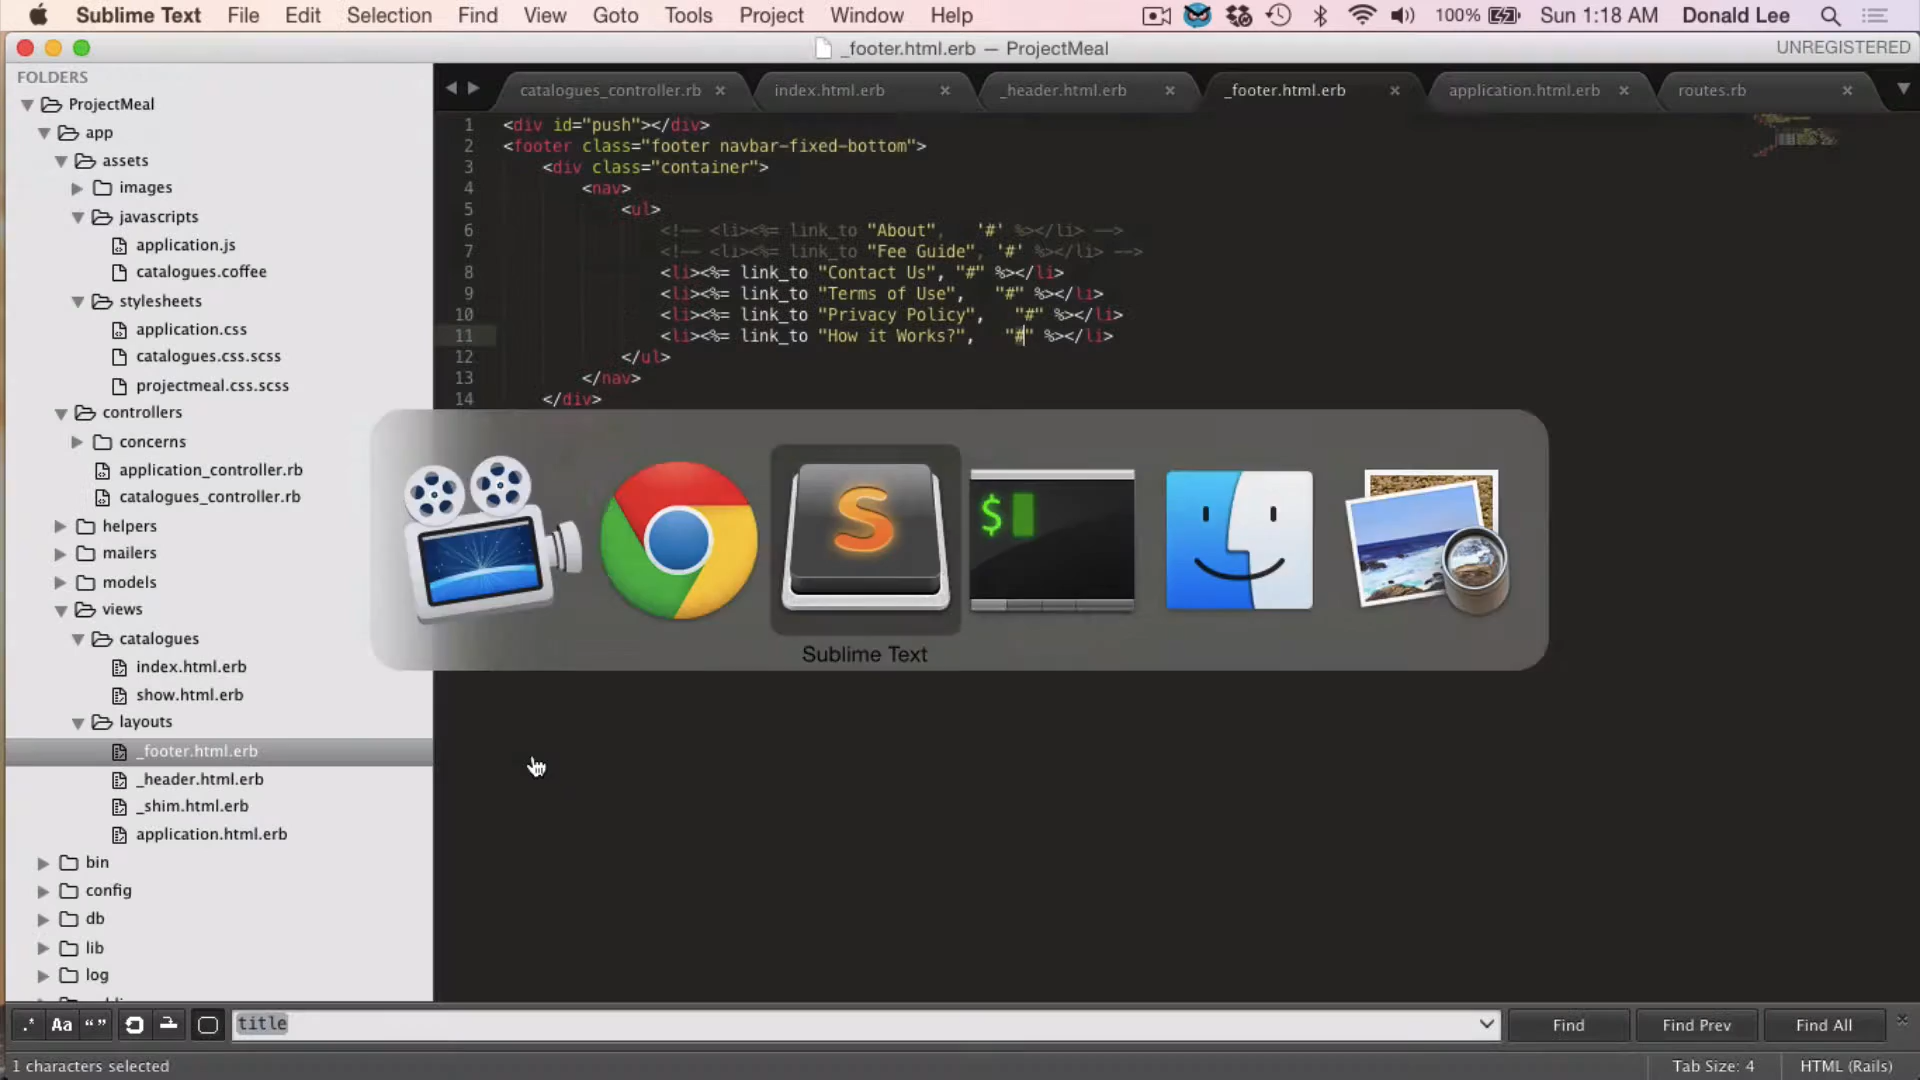 Sublime Text File Edit Selection Find View Goto Tools Project Window Help 100% Sun 1:18 AM Donald Lee
_footer.html.erb — ProjectMeal UNREGISTERED
FOLDERS
ProjectMeal
app
assets
images
javascripts
application.js
catalogues.coffee
stylesheets
application.css
catalogues.css.scss
projectmeal.css.scss
controllers
concerns
application_controller.rb
catalogues_controller.rb
helpers
mailers
models
views
catalogues
index.html.erb
show.html.erb
layouts
_footer.html.erb
_header.html.erb
_shim.html.erb
application.html.erb
bin
config
db
lib
log
catalogues_controller.rb index.html.erb _header.html.erb _footer.html.erb application.html.erb routes.rb
1 <div id="push"></div>
2 <footer class="footer navbar-fixed-bottom">
3 <div class="container">
4 <nav>
5 <ul>
6 <!-- <li><%= link_to "About", '#' %></li> -->
7 <!-- <li><%= link_to "Fee Guide", '#' %></li> -->
8 <li><%= link_to "Contact Us", "#" %></li>
9 <li><%= link_to "Terms of Use", "#" %></li>
10 <li><%= link_to "Privacy Policy", "#" %></li>
11 <li><%= link_to "How it Works?", "#" %></li>
12 </ul>
13 </nav>
14 </div>
$
S
Sublime Text
.* Aa “ ” title Find Find Prev Find All
1 characters selected Tab Size: 4 HTML (Rails)